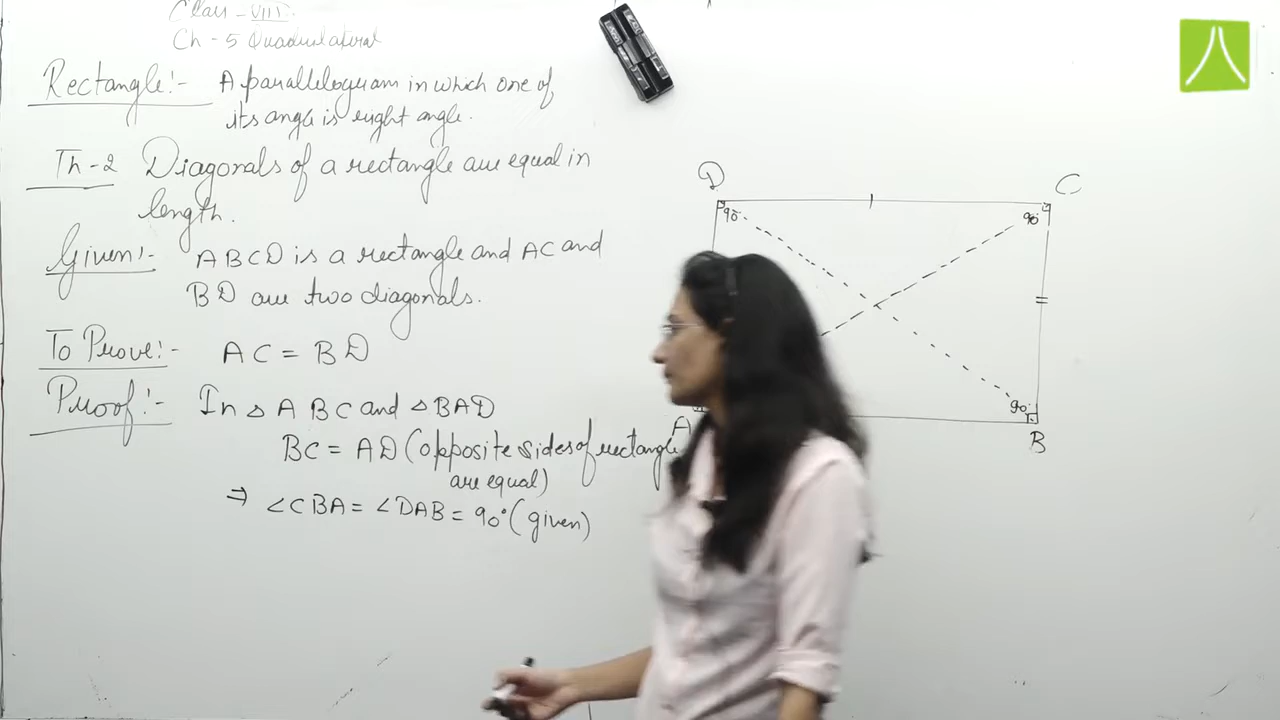 Class - VIII.
Ch - 5 Quadrilateral
Rectangle:- A parallelogram in which one of
its angle is right angle.
Th-2 Diagonals of a rectangle are equal in
length.
Given:- ABCD is a rectangle and AC and
BD are two diagonals.
To Prove:- AC = BD
Proof:- In △ ABC and △BAD
BC = AD (opposite sides of rectangle
are equal)
⇒ ∠CBA = ∠DAB = 90° (given)
D
C
90°
90°
90°
A
B